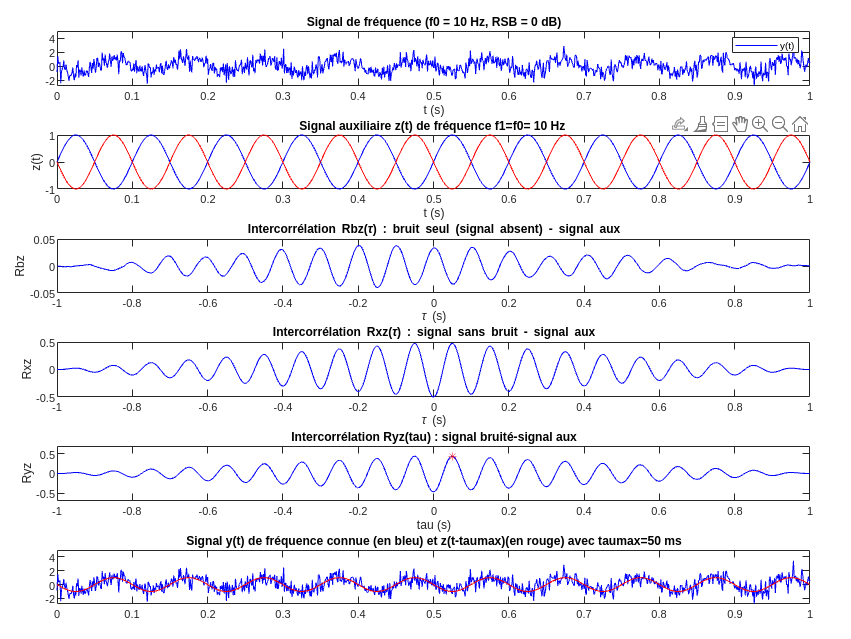 Signal de fréquence (f0 = 10 Hz, RSB = 0 dB)
4
2
0
-2
y(t)
0 0.1 0.2 0.3 0.4 0.5 0.6 0.7 0.8 0.9 1
t (s)
Signal auxiliaire z(t) de fréquence f1=f0= 10 Hz
z(t)
1
0
-1
0 0.1 0.2 0.3 0.4 0.5 0.6 0.7 0.8 0.9 1
t (s)
Intercorrélation Rbz(τ) : bruit seul (signal absent) - signal aux
Rbz
0.05
0
-0.05
-1 -0.8 -0.6 -0.4 -0.2 0 0.2 0.4 0.6 0.8 1
τ (s)
Intercorrélation Rxz(τ) : signal sans bruit - signal aux
Rxz
0.5
0
-0.5
-1 -0.8 -0.6 -0.4 -0.2 0 0.2 0.4 0.6 0.8 1
τ (s)
Intercorrélation Ryz(tau) : signal bruité-signal aux
Ryz
0.5
0
-0.5
-1 -0.8 -0.6 -0.4 -0.2 0 0.2 0.4 0.6 0.8 1
tau (s)
Signal y(t) de fréquence connue (en bleu) et z(t-taumax)(en rouge) avec taumax=50 ms
4
2
0
-2
0 0.1 0.2 0.3 0.4 0.5 0.6 0.7 0.8 0.9 1